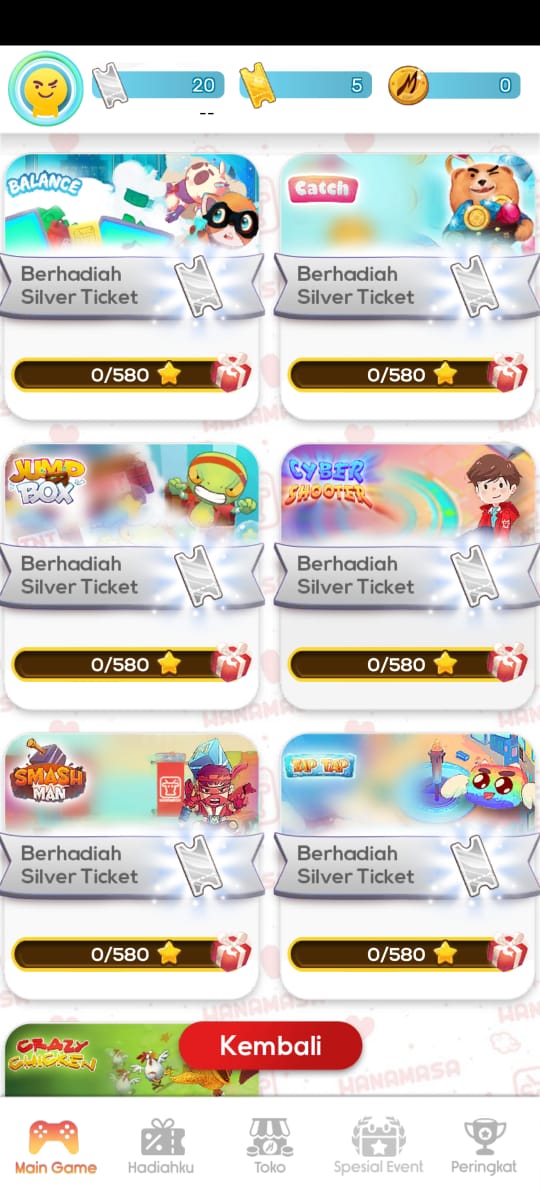 20
5
0
--
BALANCE
Catch
Berhadiah
Silver Ticket
Berhadiah
Silver Ticket
0/580
0/580
JUMP
BOX
CYBER
SHOOTER
TNT
Berhadiah
Silver Ticket
Berhadiah
Silver Ticket
0/580
0/580
HANAMASA
SMASH
MAN
TAP TAP
Berhadiah
Silver Ticket
Berhadiah
Silver Ticket
0/580
0/580
CRAZY
CHICKEN
Kembali
HANAMASA
Main Game
Hadiahku
Toko
Spesial Event
Peringkat